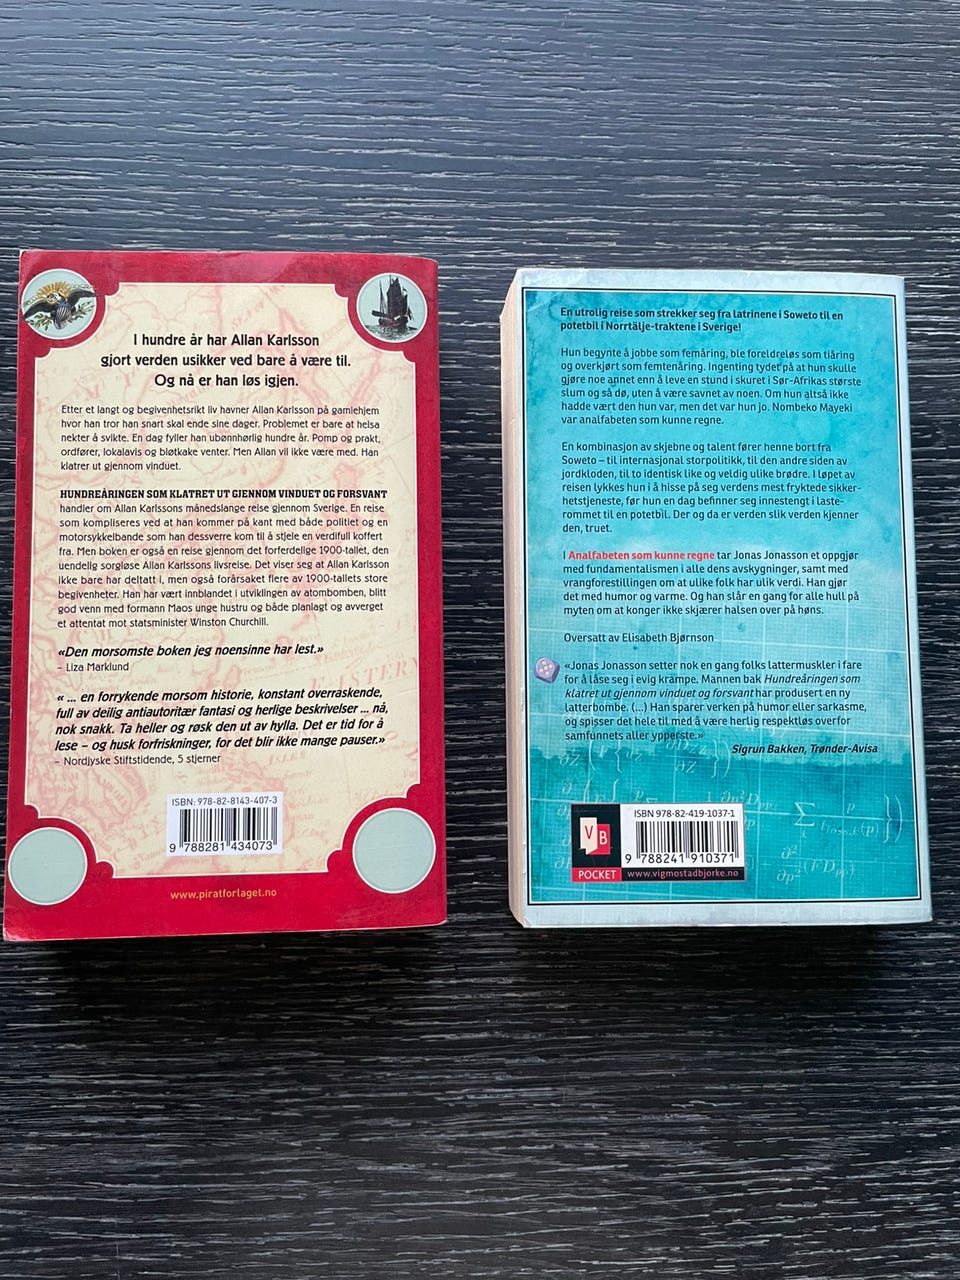 I hundre år har Allan Karlsson
gjort verden usikker ved bare å være til.
Og nå er han løs igjen.
Etter et langt og begivenhetsrikt liv havner Allan Karlsson på gamlehjem
hvor han tror han snart skal ende sine dager. Problemet er bare at helsa
nekter å svikte. En dag fyller han ubønnhørlig hundre år. Pomp og prakt,
ordfører, lokalavis og bløtkake venter. Men Allan vil ikke være med. Han
klatrer ut gjennom vinduet.
HUNDREÅRINGEN SOM KLATRET UT GJENNOM VINDUET OG FORSVANT
handler om Allan Karlssons månedslange reise gjennom Sverige. En reise
som kompliseres ved at han kommer på kant med både politiet og en
motorsykkelbande som han dessverre kom til å stjele en verdifull koffert
fra. Men boken er også en reise gjennom det forferdelige 1900-tallet, den
uendelig sorgløse Allan Karlssons livsreise. Det viser seg at Allan Karlsson
ikke bare har deltatt i, men også forårsaket flere av 1900-tallets store
begivenheter. Han har vært innblandet i utviklingen av atombomben, blitt
god venn med formann Maos unge hustru og både planlagt og avverget
et attentat mot statsminister Winston Churchill.
«Den morsomste boken jeg noensinne har lest.»
– Liza Marklund
« ... en forrykende morsom historie, konstant overraskende,
full av deilig antiautoritær fantasi og herlige beskrivelser ... nå,
nok snakk. Ta heller og røsk den ut av hylla. Det er tid for å
lese – og husk forfriskninger, for det blir ikke mange pauser.»
– Nordjyske Stiftstidende, 5 stjerner
ISBN: 978-82-8143-407-3
9 788281 434073
www.piratforlaget.no
En utrolig reise som strekker seg fra latrinene i Soweto til en
potetbil i Norrtälje-traktene i Sverige!
Hun begynte å jobbe som femåring, ble foreldreløs som tiåring
og overkjørt som femtenåring. Ingenting tydet på at hun skulle
gjøre noe annet enn å leve en stund i skuret i Sør-Afrikas største
slum og så dø, uten å være savnet av noen. Om hun altså ikke
hadde vært den hun var, men det var hun jo. Nombeko Mayeki
var analfabeten som kunne regne.
En kombinasjon av skjebne og talent fører henne bort fra
Soweto – til internasjonal storpolitikk, til den andre siden av
jordkloden, til to identisk like og veldig ulike brødre. I løpet av
reisen lykkes hun i å hisse på seg verdens mest fryktede sikker-
hetstjeneste, før hun en dag befinner seg innestengt i laste-
rommet til en potetbil. Der og da er verden slik verden kjenner
den, truet.
I Analfabeten som kunne regne tar Jonas Jonasson et oppgjør
med fundamentalismen i alle dens avskygninger, samt med
vrangforestillingen om at ulike folk har ulik verdi. Han gjør
det med humor og varme. Og han slår en gang for alle hull på
myten om at konger ikke skjærer halsen over på høns.
Oversatt av Elisabeth Bjørnson
«Jonas Jonasson setter nok en gang folks lattermuskler i fare
for å låse seg i evig krampe. Mannen bak Hundreåringen som
klatret ut gjennom vinduet og forsvant har produsert en ny
latterbombe. (...) Han sparer verken på humor eller sarkasme,
og spisser det hele til med å være herlig respektløs overfor
samfunnets aller ypperste.»
Sigrun Bakken, Trønder-Avisa
VB
POCKET
ISBN 978-82-419-1037-1
9 788241 910371
www.vigmostadbjorke.no